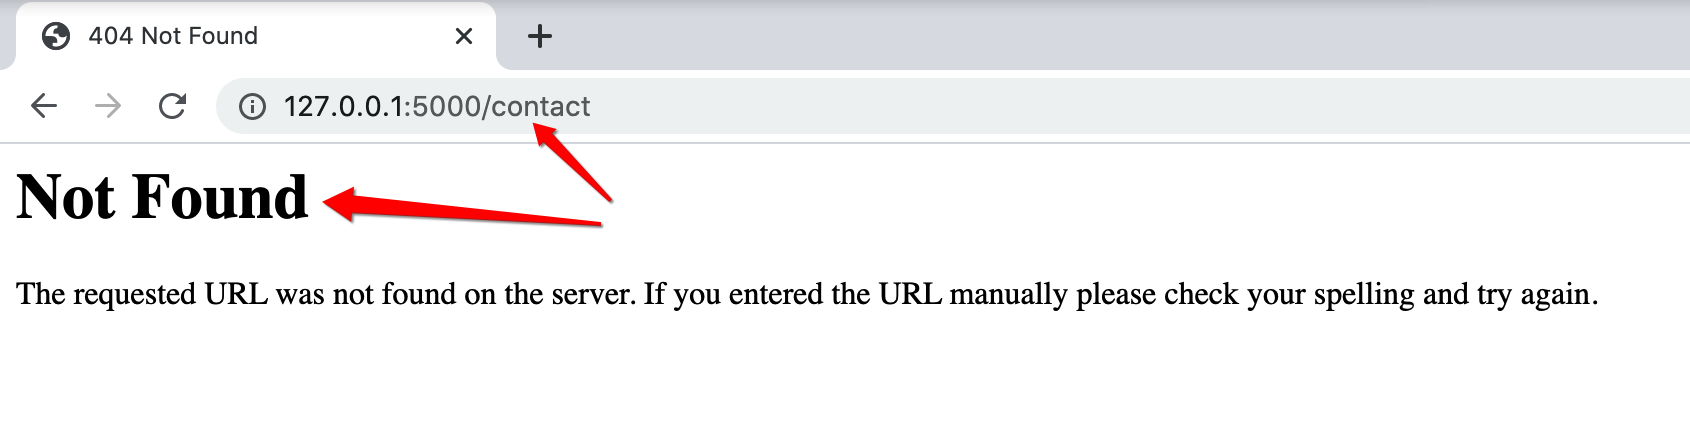 404 Not Found
127.0.0.1:5000/contact
Not Found
The requested URL was not found on the server. If you entered the URL manually please check your spelling and try again.